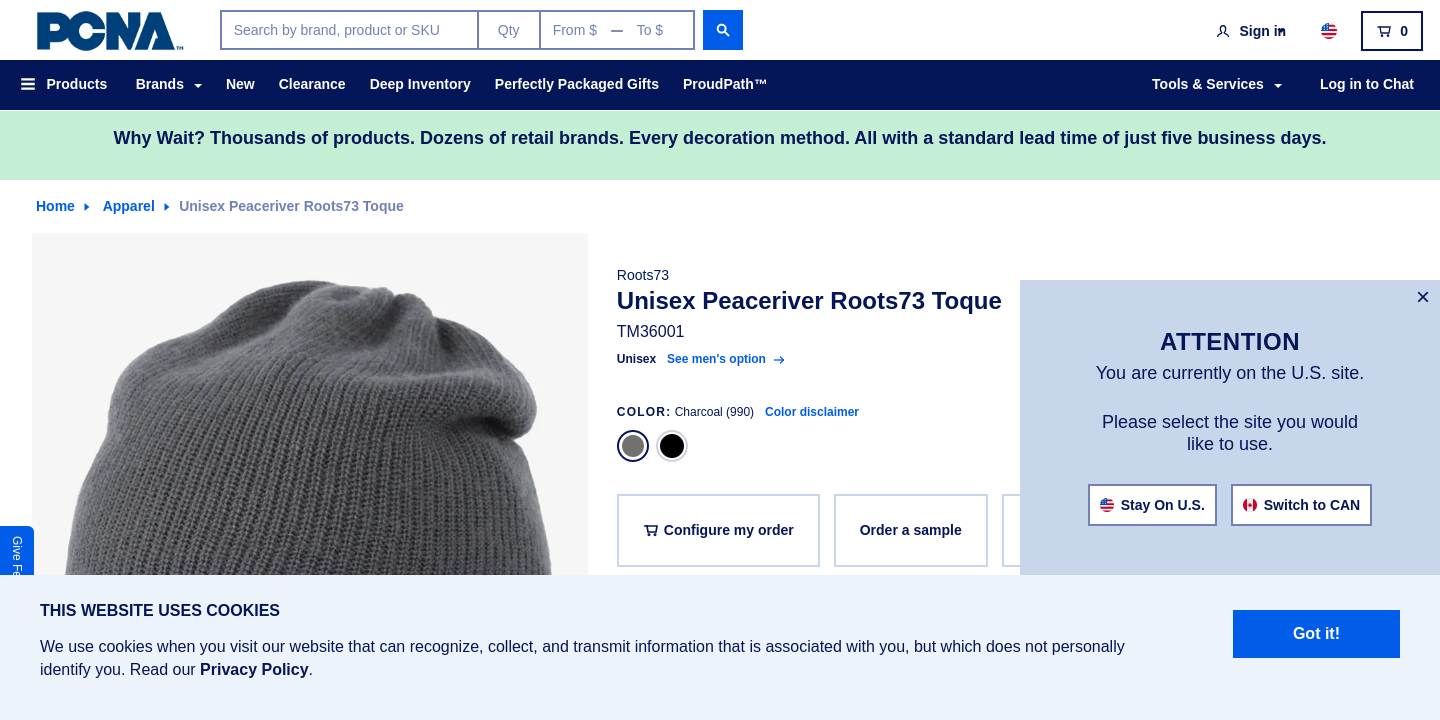 PCNA™
Search by brand, product or SKU Qty From $ — To $
Sign in 0
Products Brands New Clearance Deep Inventory Perfectly Packaged Gifts ProudPath™ Tools & Services Log in to Chat
Why Wait? Thousands of products. Dozens of retail brands. Every decoration method. All with a standard lead time of just five business days.
Home Apparel Unisex Peaceriver Roots73 Toque
Roots73
Unisex Peaceriver Roots73 Toque
TM36001
Unisex See men's option
COLOR: Charcoal (990) Color disclaimer
Configure my order Order a sample
ATTENTION
You are currently on the U.S. site.
Please select the site you would
like to use.
Stay On U.S. Switch to CAN
Give
THIS WEBSITE USES COOKIES
We use cookies when you visit our website that can recognize, collect, and transmit information that is associated with you, but which does not personally
identify you. Read our Privacy Policy.
Got it!